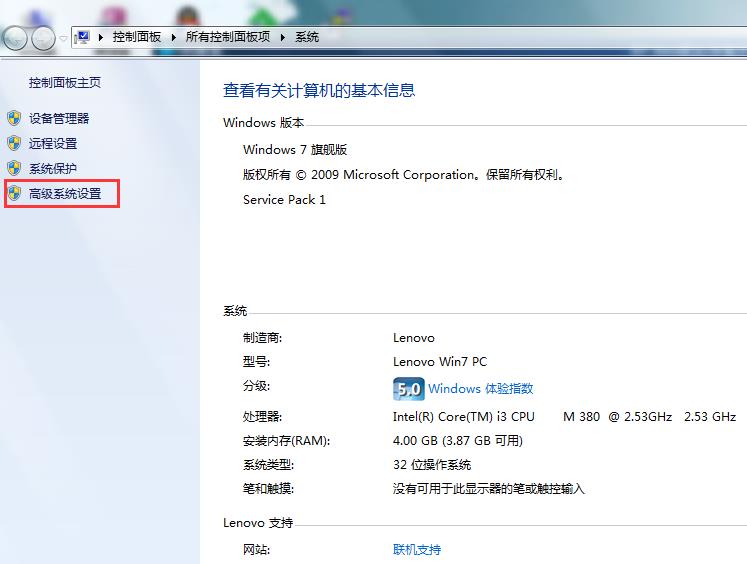 控制面板 所有控制面板项 系统
控制面板主页
设备管理器
远程设置
系统保护
高级系统设置
查看有关计算机的基本信息
Windows 版本
Windows 7 旗舰版
版权所有 © 2009 Microsoft Corporation。保留所有权利。
Service Pack 1
系统
制造商: Lenovo
型号: Lenovo Win7 PC
分级: 5.0 Windows 体验指数
处理器: Intel(R) Core(TM) i3 CPU M 380 @ 2.53GHz 2.53 GHz
安装内存(RAM): 4.00 GB (3.87 GB 可用)
系统类型: 32 位操作系统
笔和触摸: 没有可用于此显示器的笔或触控输入
Lenovo 支持
网站: 联机支持